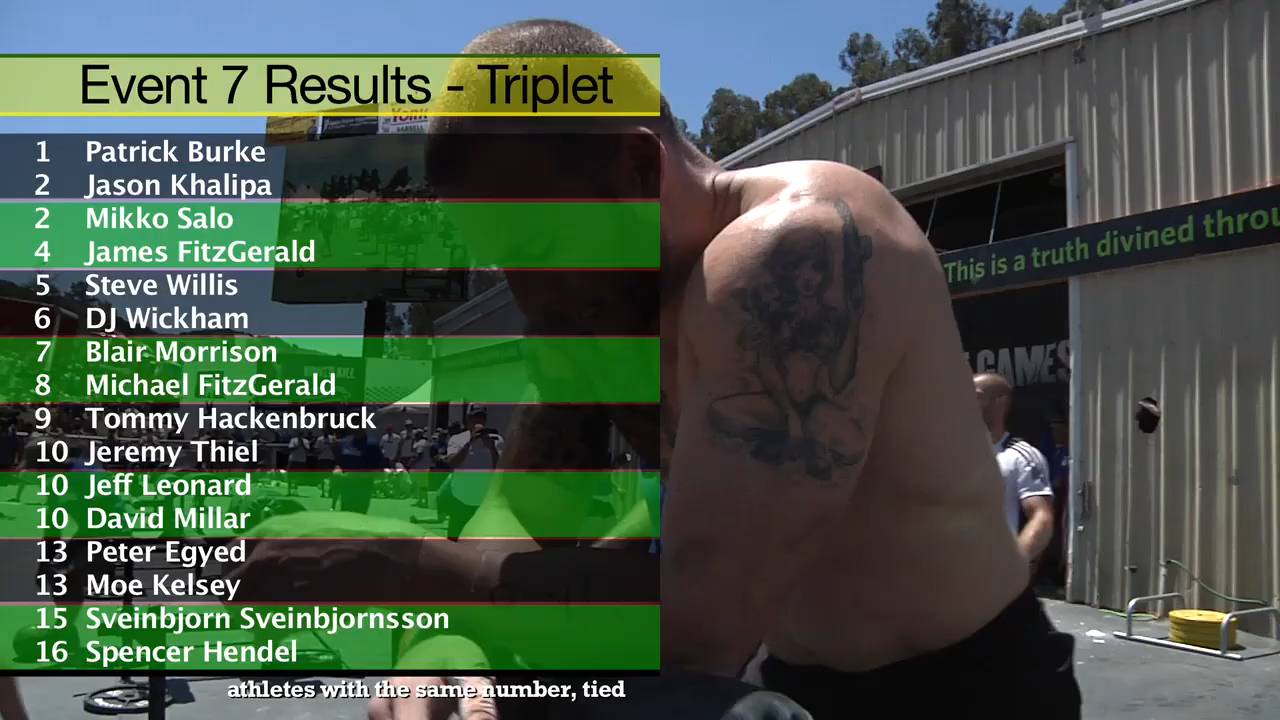 Event 7 Results - Triplet
1 Patrick Burke
2 Jason Khalipa
2 Mikko Salo
4 James FitzGerald
5 Steve Willis
6 DJ Wickham
7 Blair Morrison
8 Michael FitzGerald
9 Tommy Hackenbruck
10 Jeremy Thiel
10 Jeff Leonard
10 David Millar
13 Peter Egyed
13 Moe Kelsey
15 Sveinbjorn Sveinbjornsson
16 Spencer Hendel
athletes with the same number, tied
This is a truth divined throu
GAMES